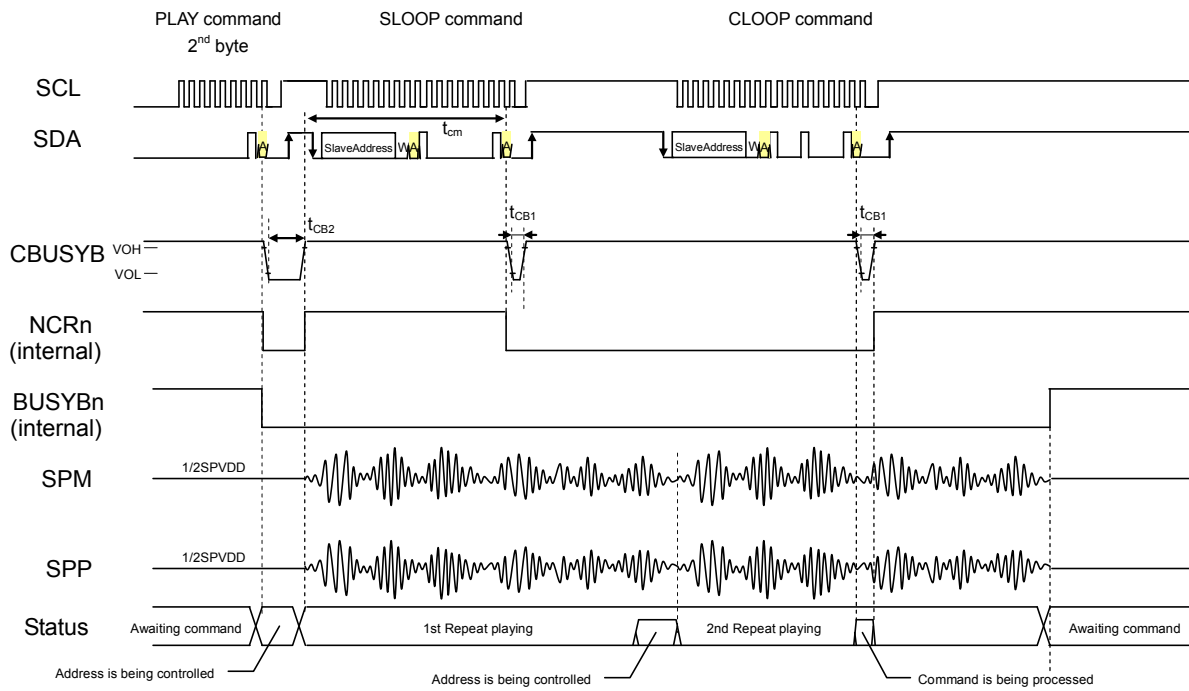 PLAY command
2nd byte
SLOOP command
CLOOP command
SCL
SDA
tcm
A
SlaveAddress
W
A
A
SlaveAddress
W
A
A
tCB2
tCB1
tCB1
CBUSYB
VOH
VOL
NCRn
(internal)
BUSYBn
(internal)
SPM
1/2SPVDD
SPP
1/2SPVDD
Status
Awaiting command
1st Repeat playing
2nd Repeat playing
Awaiting command
Address is being controlled
Address is being controlled
Command is being processed